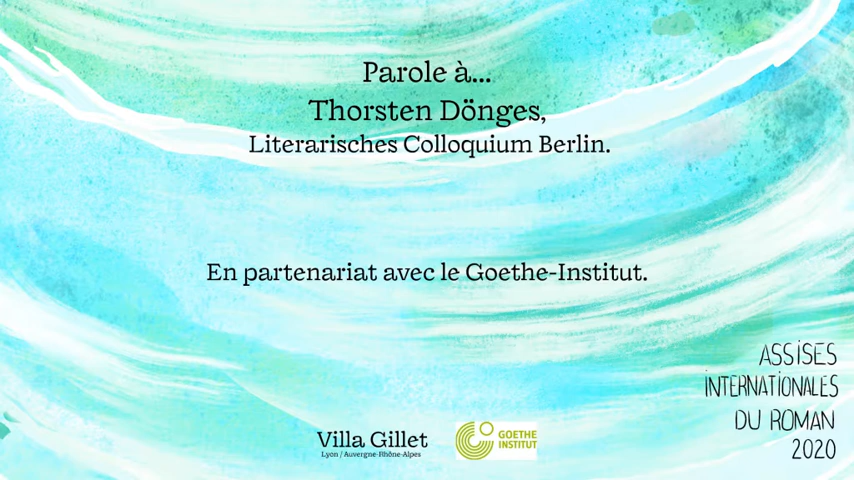 Parole à...
Thorsten Dönges,
Literarisches Colloquium Berlin.
En partenariat avec le Goethe-Institut.
ASSISES
INTERNATIONALES
DU ROMAN
2020
Villa Gillet
Lyon / Auvergne-Rhône-Alpes
GOETHE
INSTITUT